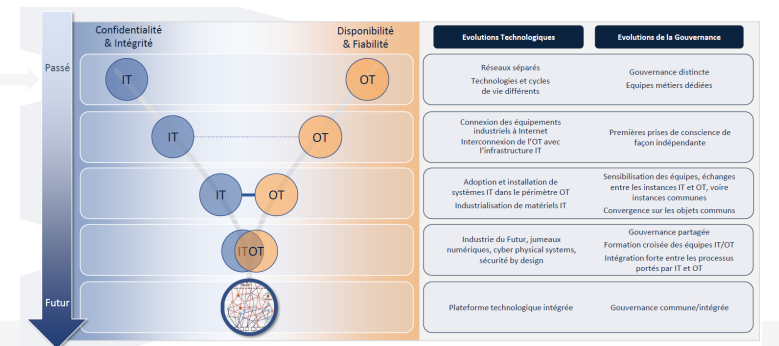 Confidentialité
& Intégrité
Disponibilité
& Fiabilité
Evolutions Technologiques
Evolutions de la Gouvernance
Passé
IT
OT
Réseaux séparés
Technologies et cycles
de vie différents
Gouvernance distincte
Equipes métiers dédiées
IT
OT
Connexion des équipements
industriels à Internet
Interconnexion de l'OT avec
l'infrastructure IT
Premières prises de conscience de
façon indépendante
IT
OT
Adoption et installation de
systèmes IT dans le périmètre OT
Industrialisation de matériels IT
Sensibilisation des équipes, échanges
entre les instances IT et OT, voire
instances communes
Convergence sur les objets communs
IT
OT
Industrie du Futur, jumeaux
numériques, cyber physical systems,
sécurité by design
Gouvernance partagée
Formation croisée des équipes IT/OT
Intégration forte entre les processus
portés par IT et OT
Futur
Plateforme technologique intégrée
Gouvernance commune/intégrée